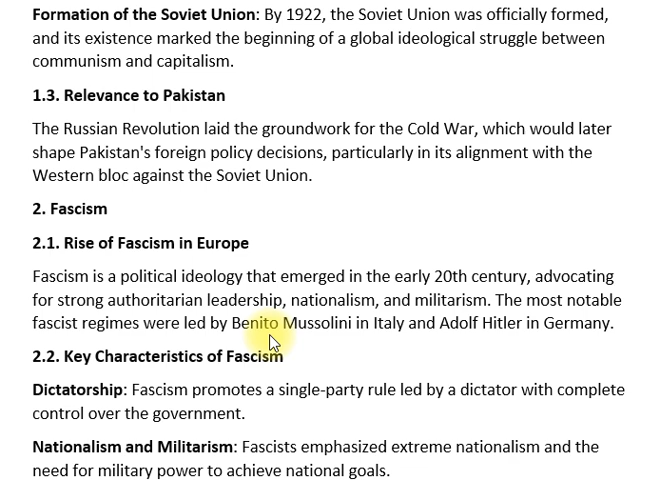 Formation of the Soviet Union: By 1922, the Soviet Union was officially formed,
and its existence marked the beginning of a global ideological struggle between
communism and capitalism.
1.3. Relevance to Pakistan
The Russian Revolution laid the groundwork for the Cold War, which would later
shape Pakistan's foreign policy decisions, particularly in its alignment with the
Western bloc against the Soviet Union.
2. Fascism
2.1. Rise of Fascism in Europe
Fascism is a political ideology that emerged in the early 20th century, advocating
for strong authoritarian leadership, nationalism, and militarism. The most notable
fascist regimes were led by Benito Mussolini in Italy and Adolf Hitler in Germany.
2.2. Key Characteristics of Fascism
Dictatorship: Fascism promotes a single-party rule led by a dictator with complete
control over the government.
Nationalism and Militarism: Fascists emphasized extreme nationalism and the
need for military power to achieve national goals.